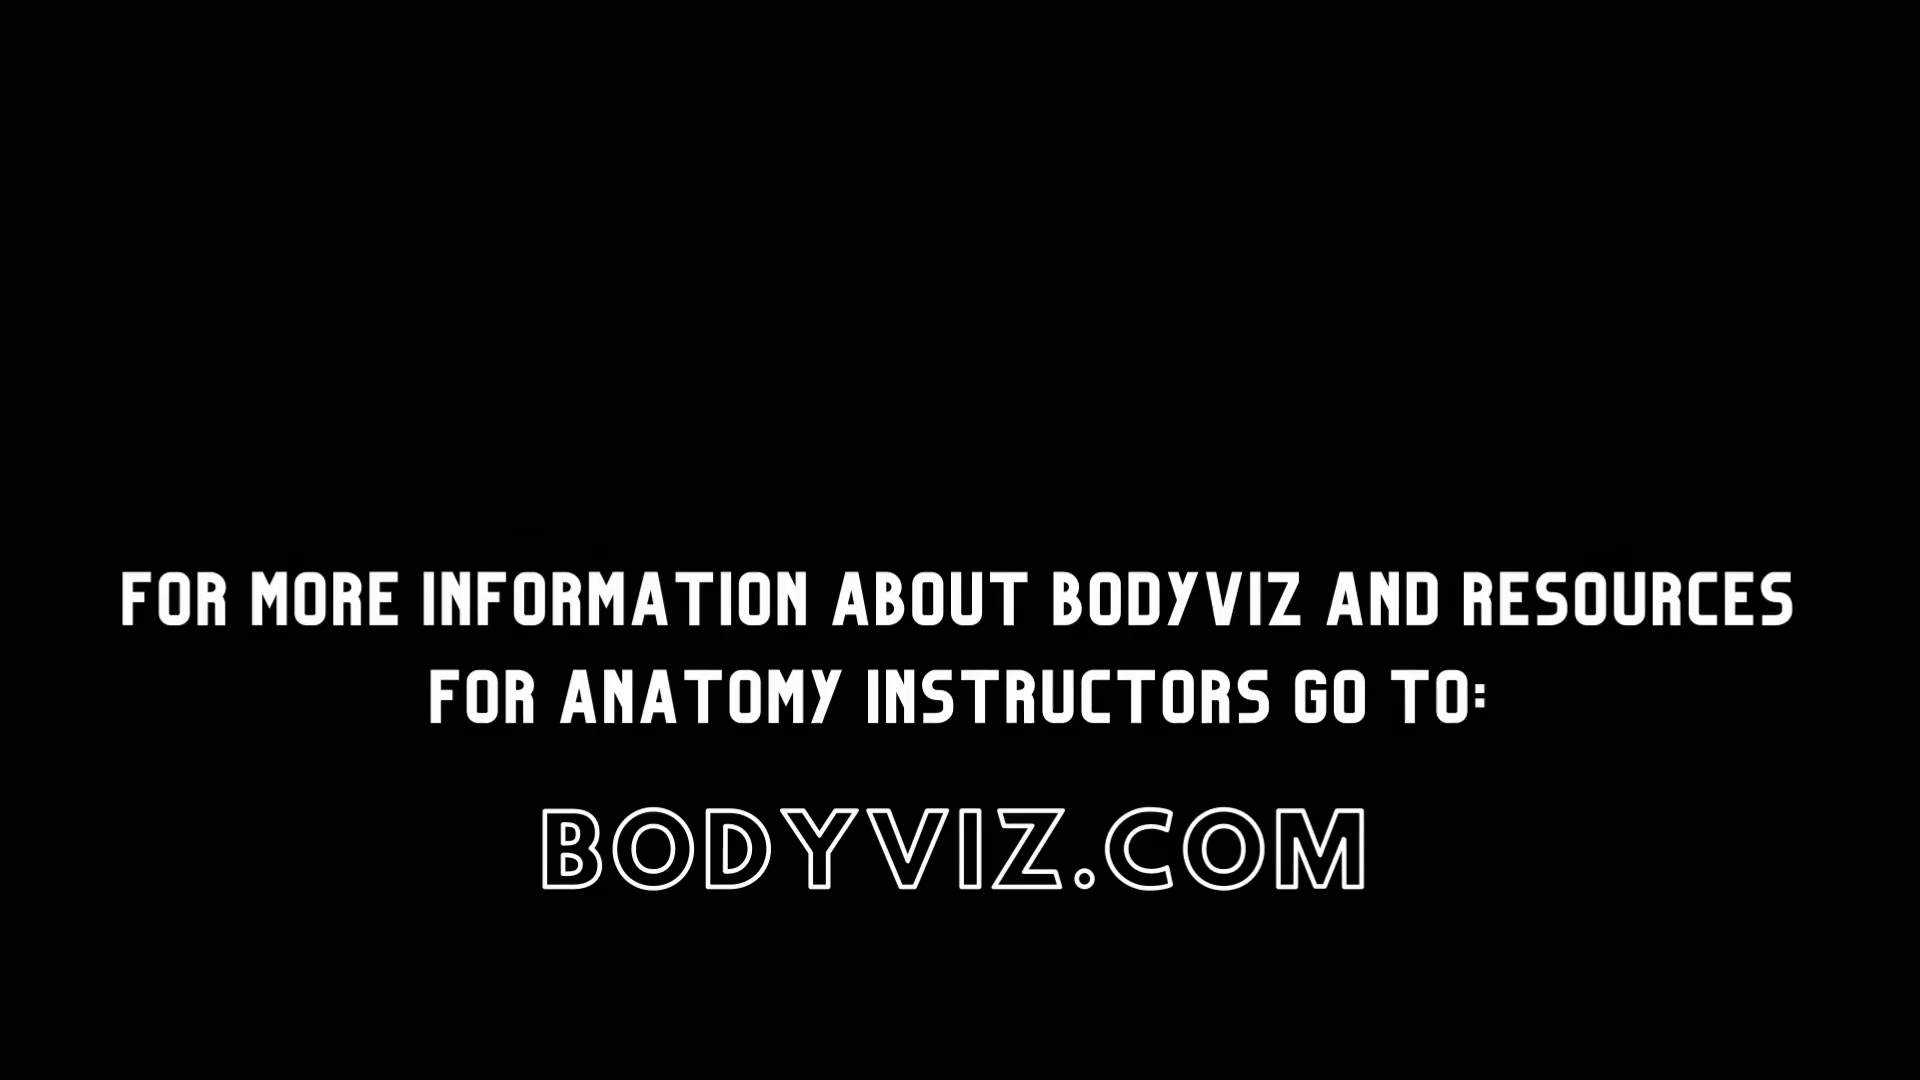 FOR MORE INFORMATION ABOUT BODYVIZ AND RESOURCES
FOR ANATOMY INSTRUCTORS GO TO:
BODYVIZ.COM